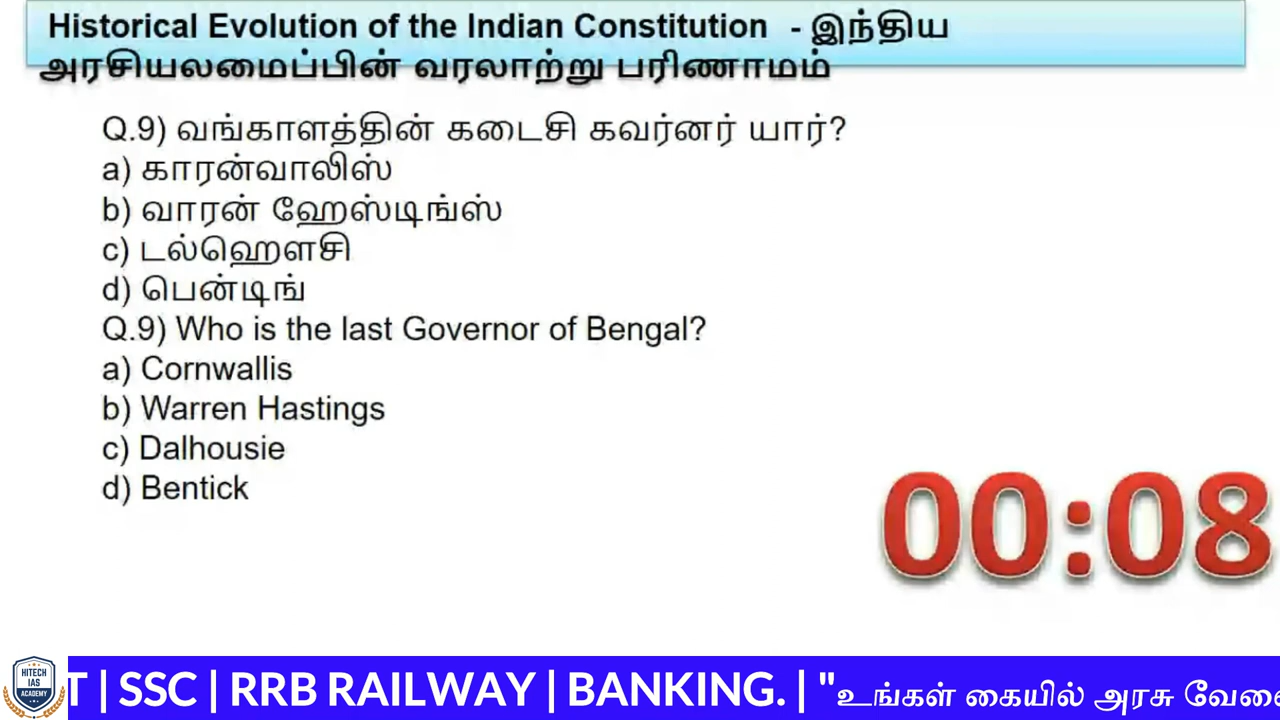 Historical Evolution of the Indian Constitution - இந்திய
அரசியலமைப்பின் வரலாற்று பரிணாமம்
Q.9) வங்காளத்தின் கடைசி கவர்னர் யார்?
a) காரன்வாலிஸ்
b) வாரன் ஹேஸ்டிங்ஸ்
c) டல்ஹௌசி
d) பென்டிங்
Q.9) Who is the last Governor of Bengal?
a) Cornwallis
b) Warren Hastings
c) Dalhousie
d) Bentick
00:08
HITECH
IAS
ACADEMY
T | SSC | RRB RAILWAY | BANKING. | "உங்கள் கையில் அரசு வேலை